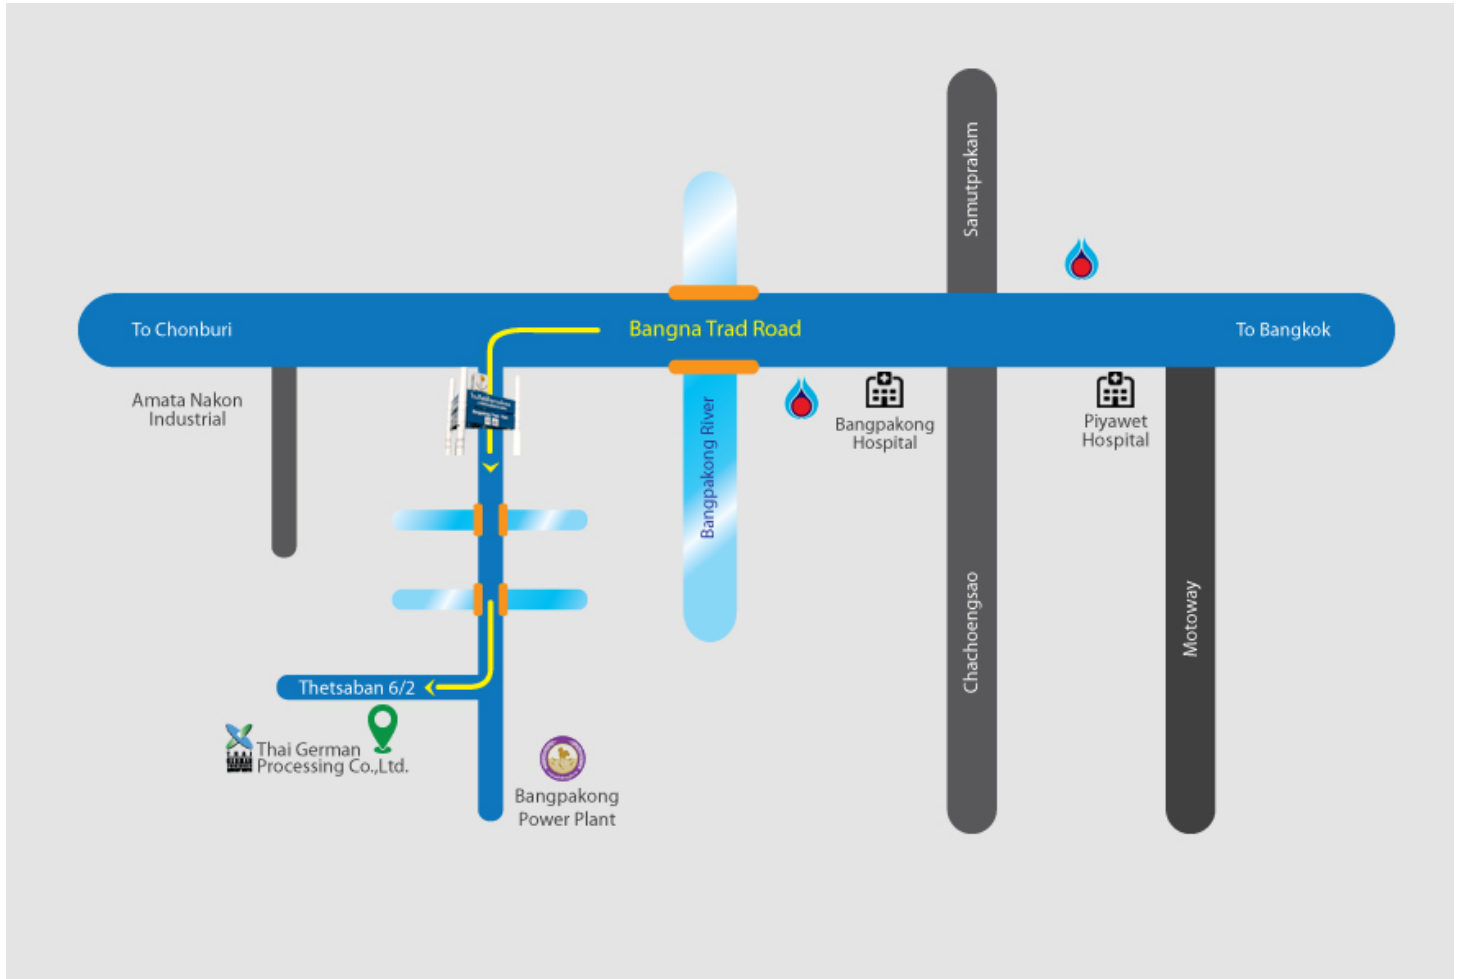 Samutprakam
To Chonburi
Bangna Trad Road
To Bangkok
Amata Nakon
Industrial
Bangpakong River
Bangpakong
Hospital
Piyawet
Hospital
Chachoengsao
Motoway
Thetsaban 6/2
Thai German
Processing Co.,Ltd.
Bangpakong
Power Plant